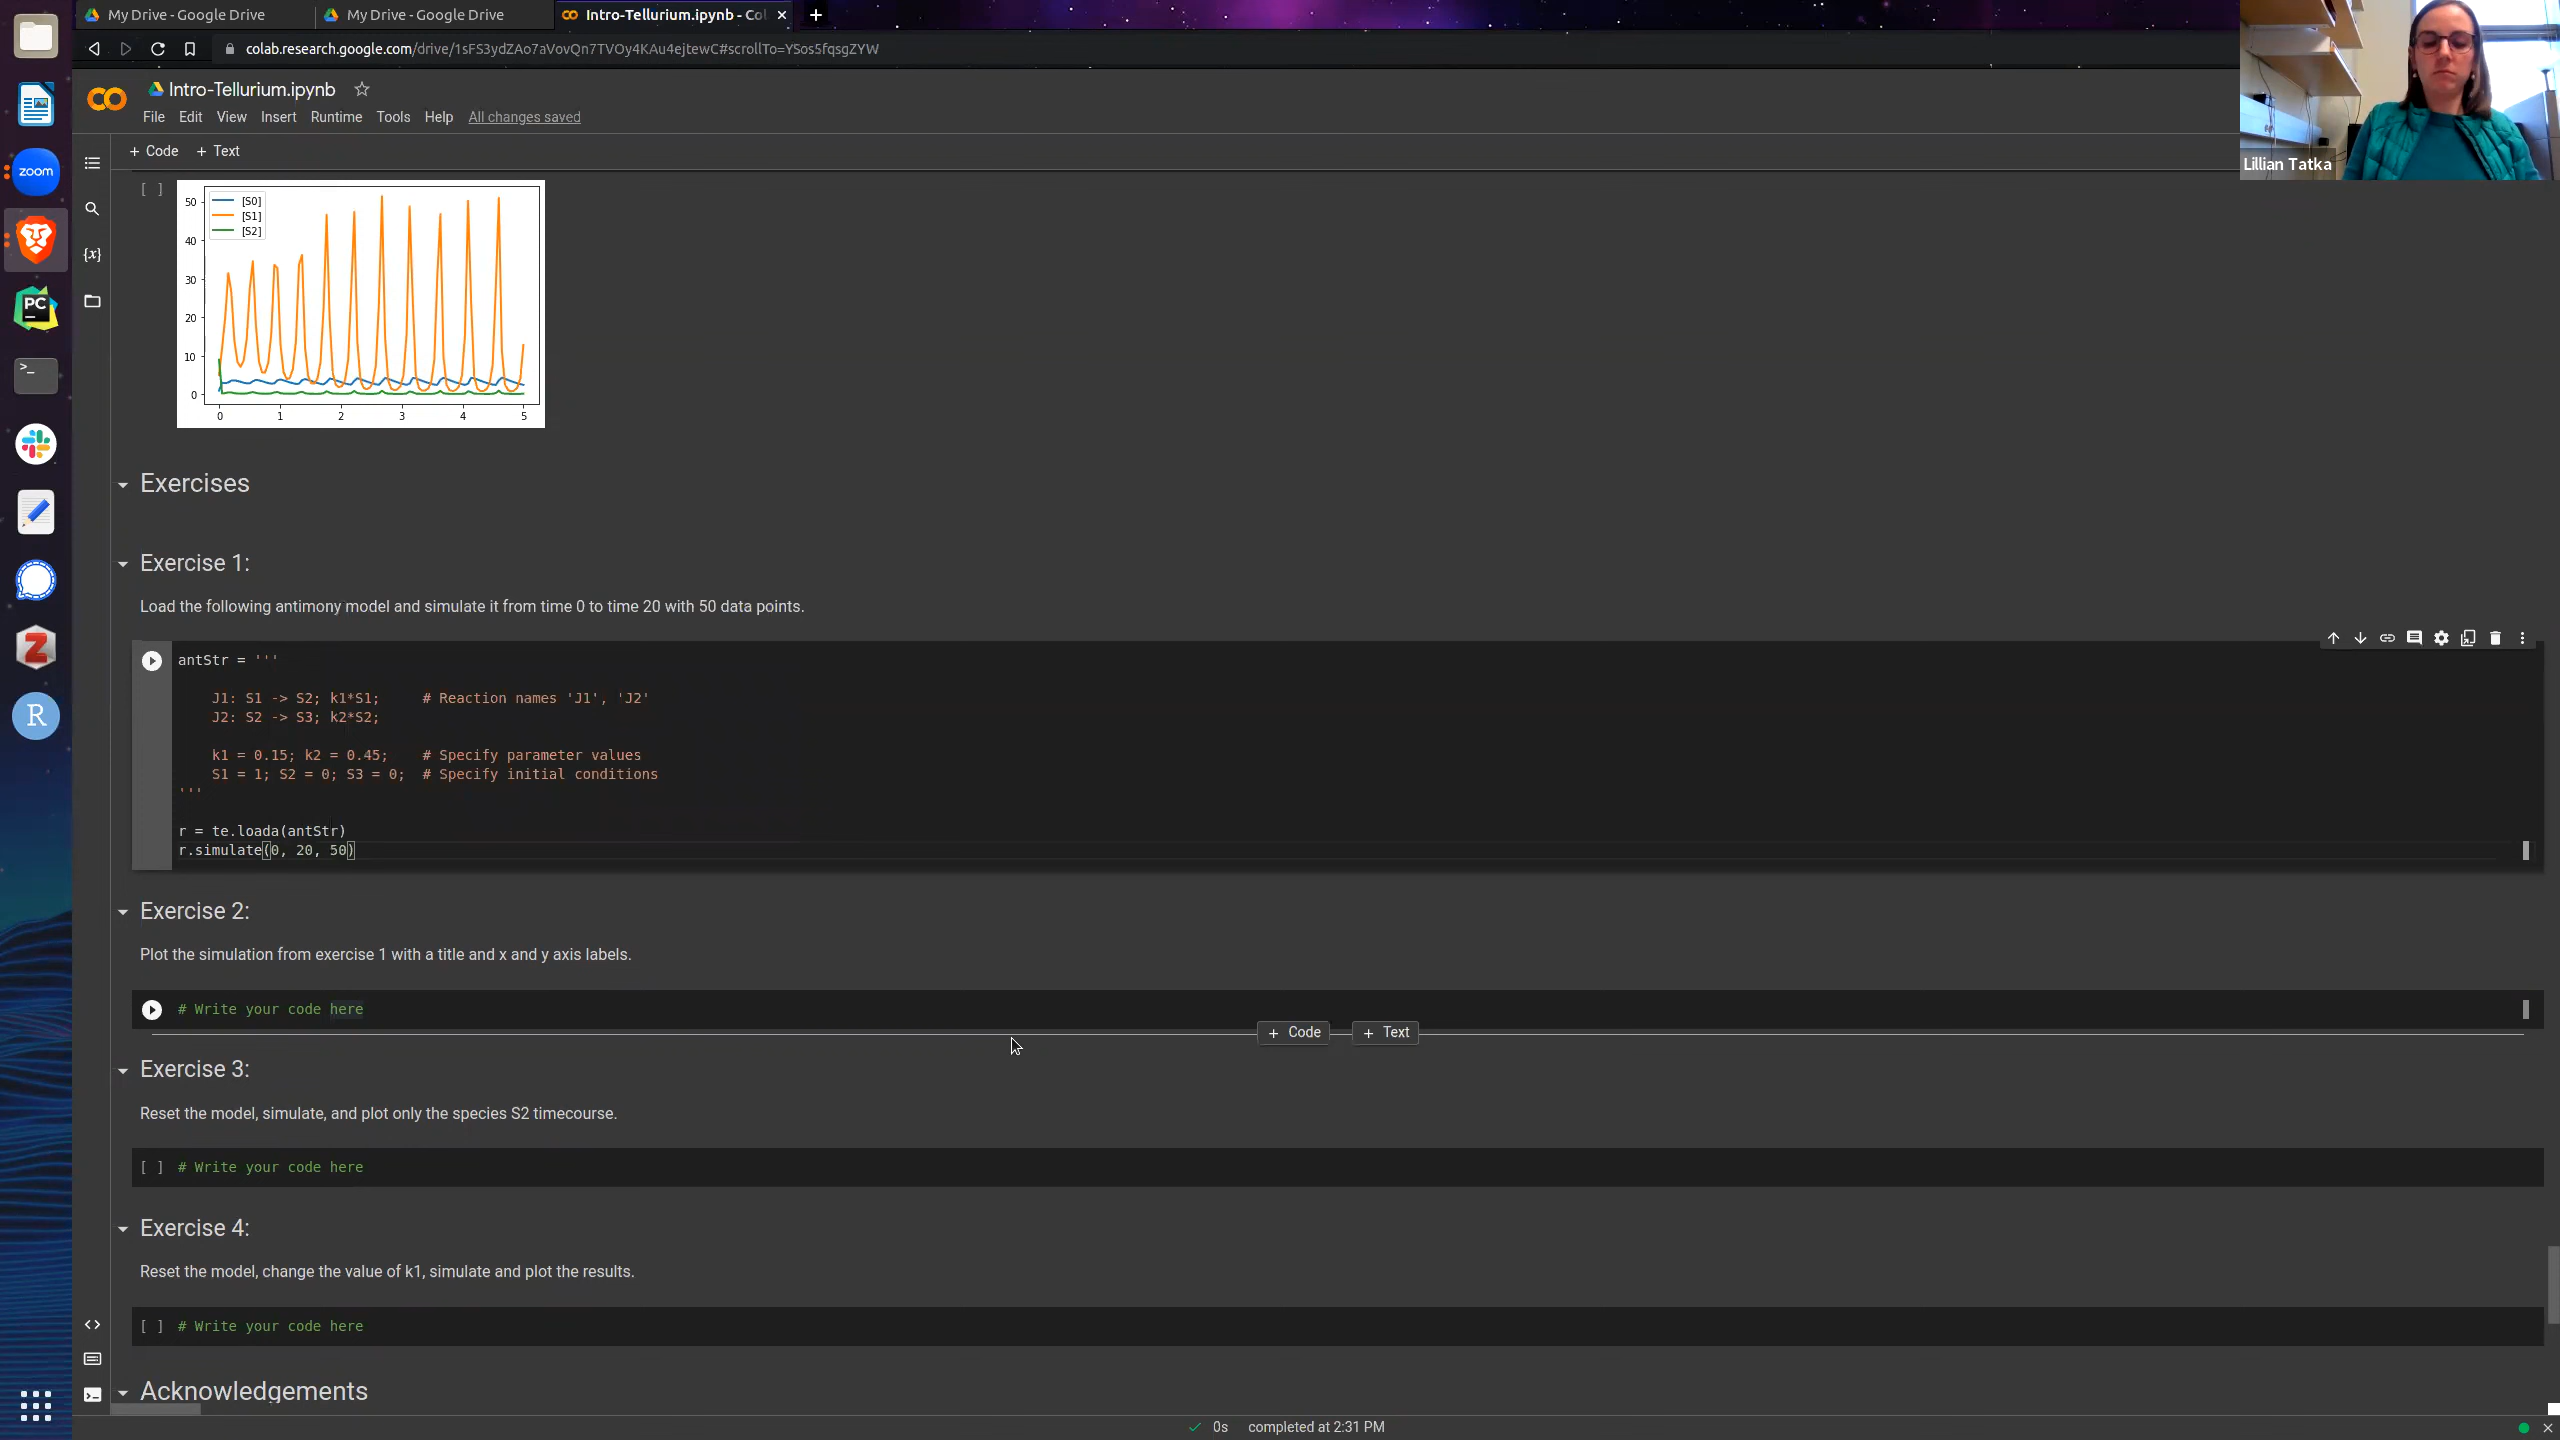 My Drive - Google Drive
My Drive - Google Drive
Intro-Tellurium.ipynb - Col
colab.research.google.com/drive/1sFS3ydZAo7aVovQn7TVOy4KAu4ejtewC#scrollTo=YSos5fqsgZYW
Intro-Tellurium.ipynb
File Edit View Insert Runtime Tools Help All changes saved
+ Code + Text
Lillian Tatka
zoom
PC
Z
R
[ ]
[S0]
[S1]
[S2]
50
40
30
20
10
0
0 1 2 3 4 5
Exercises
Exercise 1:
Load the following antimony model and simulate it from time 0 to time 20 with 50 data points.
antStr = '''
J1: S1 -> S2; k1*S1; # Reaction names 'J1', 'J2'
J2: S2 -> S3; k2*S2;
k1 = 0.15; k2 = 0.45; # Specify parameter values
S1 = 1; S2 = 0; S3 = 0; # Specify initial conditions
'''
r = te.loada(antStr)
r.simulate(0, 20, 50)
Exercise 2:
Plot the simulation from exercise 1 with a title and x and y axis labels.
# Write your code here
+ Code + Text
Exercise 3:
Reset the model, simulate, and plot only the species S2 timecourse.
[ ] # Write your code here
Exercise 4:
Reset the model, change the value of k1, simulate and plot the results.
[ ] # Write your code here
Acknowledgements
0s completed at 2:31 PM